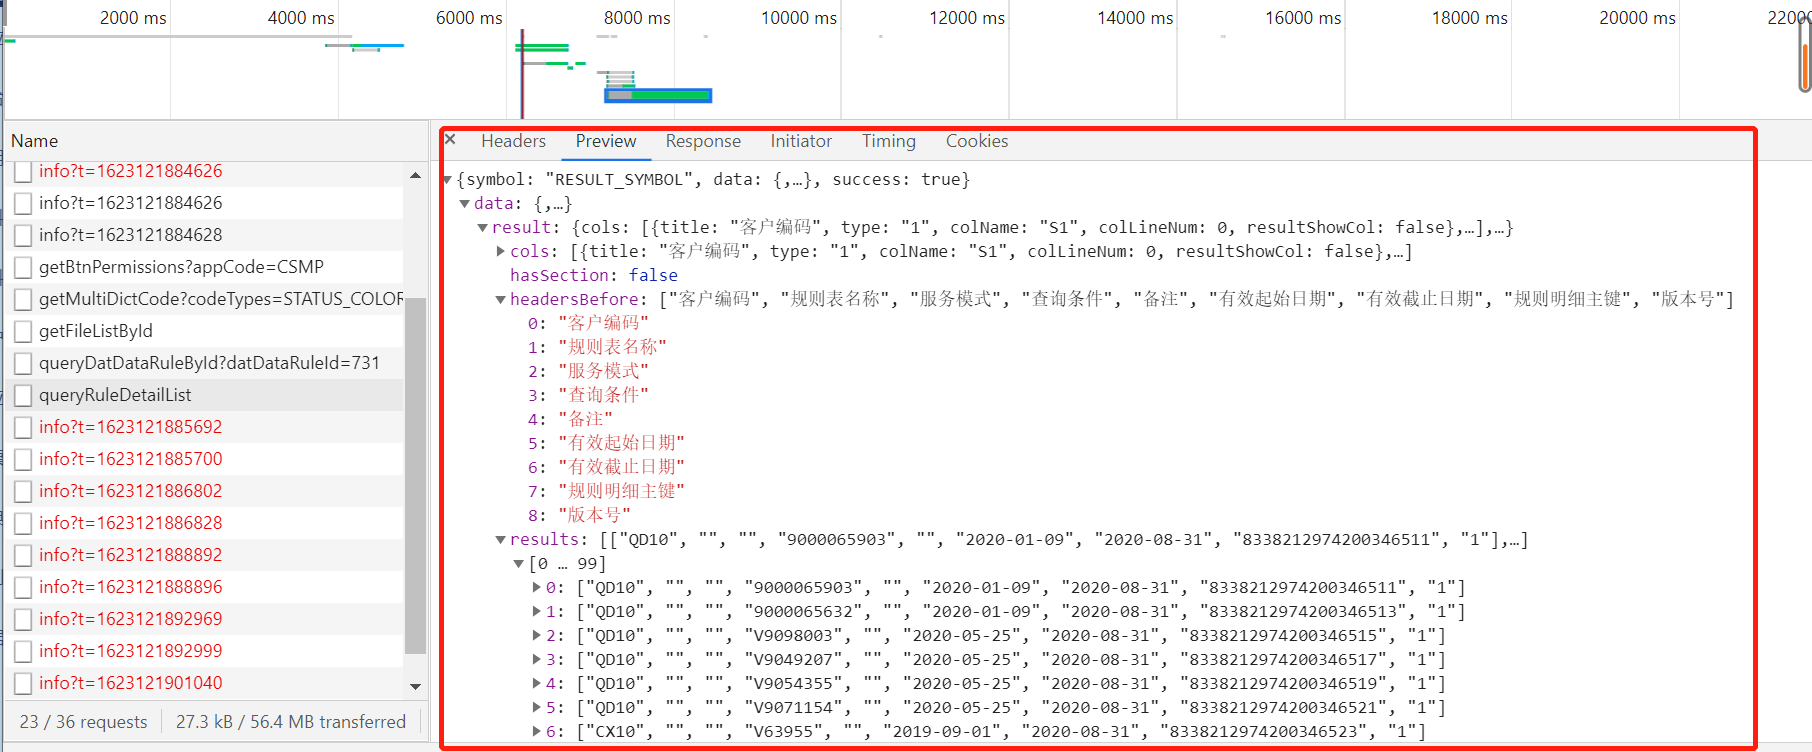 2000 ms 4000 ms 6000 ms 8000 ms 10000 ms 12000 ms 14000 ms 16000 ms 18000 ms 20000 ms 22000
Name
info?t=1623121884626
info?t=1623121884626
info?t=1623121884628
getBtnPermissions?appCode=CSMP
getMultiDictCode?codeTypes=STATUS_COLOR
getFileListById
queryDatDataRuleById?datDataRuleId=731
queryRuleDetailList
info?t=1623121885692
info?t=1623121885700
info?t=1623121886802
info?t=1623121886828
info?t=1623121888892
info?t=1623121888896
info?t=1623121892969
info?t=1623121892999
info?t=1623121901040
23 / 36 requests 27.3 kB / 56.4 MB transferred
Headers Preview Response Initiator Timing Cookies
{symbol: "RESULT_SYMBOL", data: {,…}, success: true}
data: {,…}
result: {cols: [{title: "客户编码", type: "1", colName: "S1", colLineNum: 0, resultShowCol: false},…],…}
cols: [{title: "客户编码", type: "1", colName: "S1", colLineNum: 0, resultShowCol: false},…]
hasSection: false
headersBefore: ["客户编码", "规则表名称", "服务模式", "查询条件", "备注", "有效起始日期", "有效截止日期", "规则明细主键", "版本号"]
0: "客户编码"
1: "规则表名称"
2: "服务模式"
3: "查询条件"
4: "备注"
5: "有效起始日期"
6: "有效截止日期"
7: "规则明细主键"
8: "版本号"
results: [["QD10", "", "", "9000065903", "", "2020-01-09", "2020-08-31", "8338212974200346511", "1"],…]
[0 … 99]
0: ["QD10", "", "", "9000065903", "", "2020-01-09", "2020-08-31", "8338212974200346511", "1"]
1: ["QD10", "", "", "9000065632", "", "2020-01-09", "2020-08-31", "8338212974200346513", "1"]
2: ["QD10", "", "", "V9098003", "", "2020-05-25", "2020-08-31", "8338212974200346515", "1"]
3: ["QD10", "", "", "V9049207", "", "2020-05-25", "2020-08-31", "8338212974200346517", "1"]
4: ["QD10", "", "", "V9054355", "", "2020-05-25", "2020-08-31", "8338212974200346519", "1"]
5: ["QD10", "", "", "V9071154", "", "2020-05-25", "2020-08-31", "8338212974200346521", "1"]
6: ["CX10", "", "", "V63955", "", "2019-09-01", "2020-08-31", "8338212974200346523", "1"]